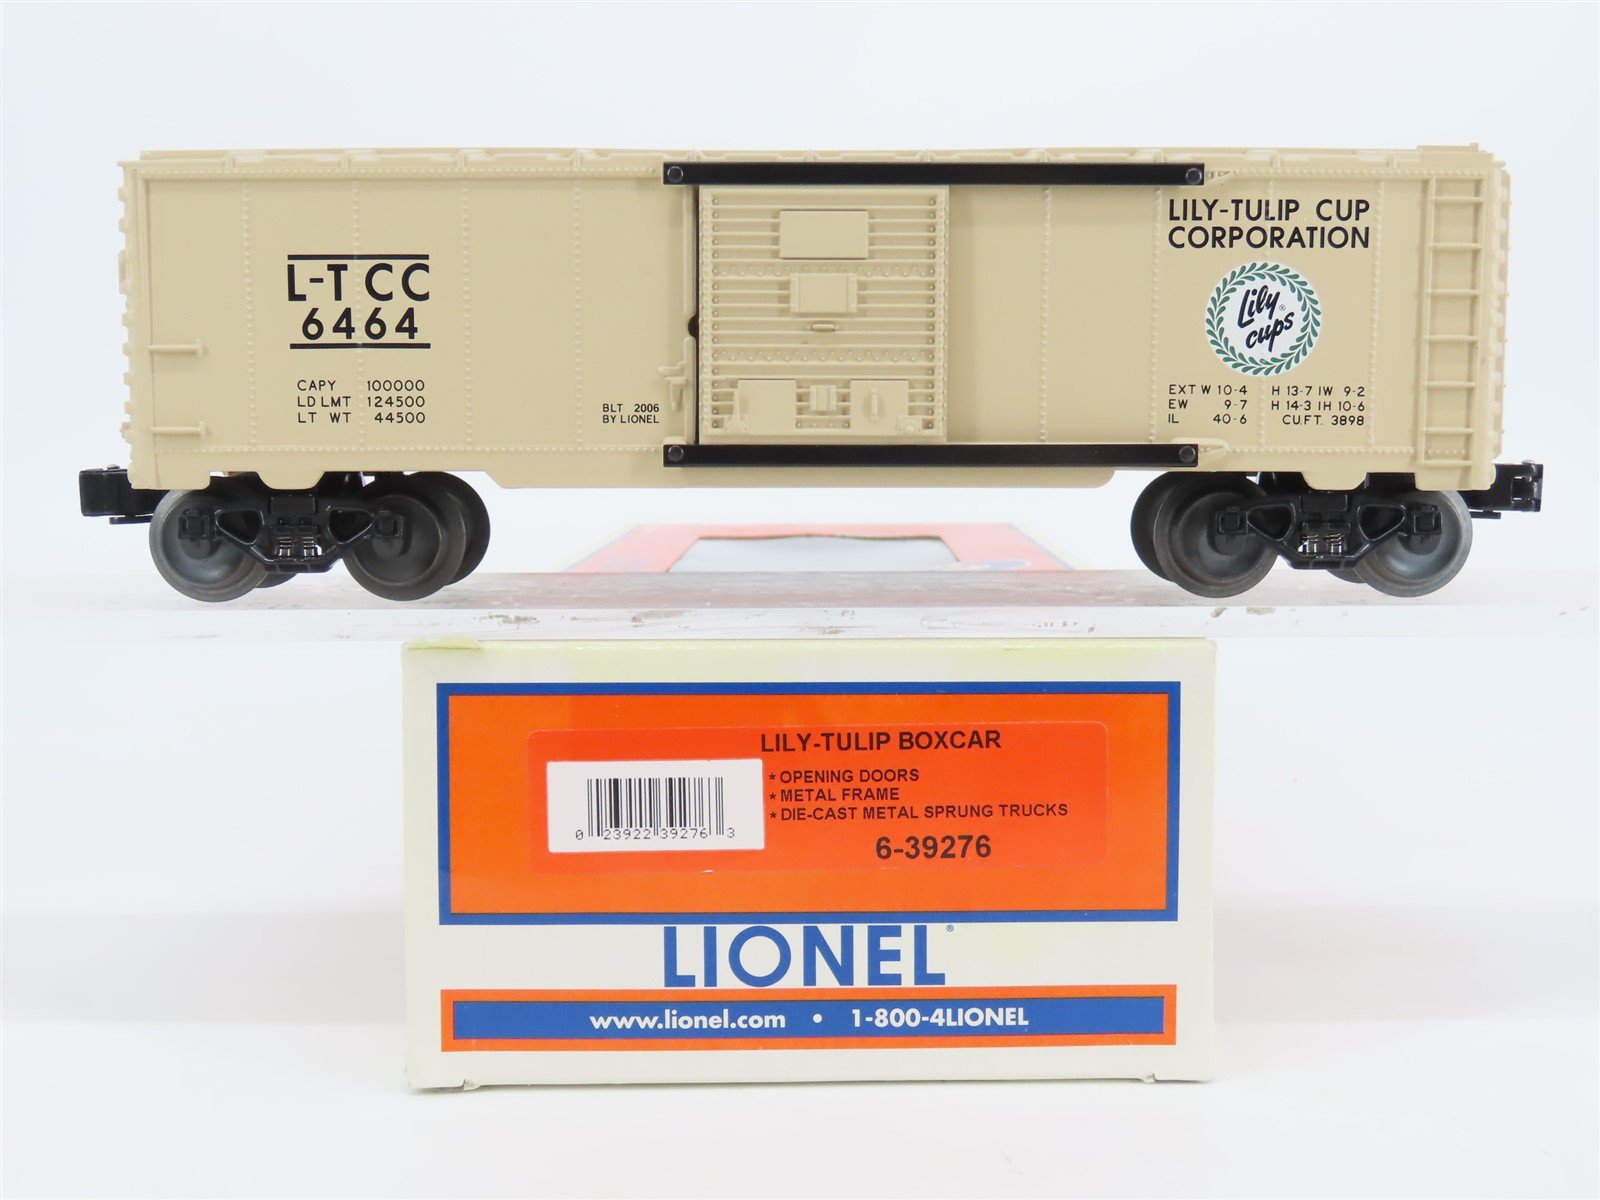 L-TCC
6464
CAPY 100000
LD LMT 124500
LT WT 44500
BLT 2006
BY LIONEL
LILY-TULIP CUP
CORPORATION
Lily®
cups
EXT W 10-4 H 13-7 IW 9-2
EW 9-7 H 14-3 IH 10-6
IL 40-6 CU.FT. 3898
LILY-TULIP BOXCAR
* OPENING DOORS
* METAL FRAME
* DIE-CAST METAL SPRUNG TRUCKS
0 23922 39276 3
6-39276
LIONEL®
www.lionel.com • 1-800-4LIONEL